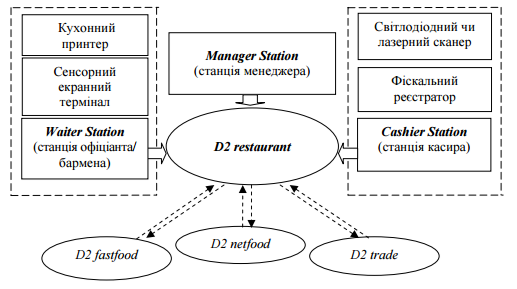 Кухонний
принтер
Сенсорний
екранний
термінал
Waiter Station
(станція офіціанта/
бармена)
Manager Station
(станція менеджера)
Світлодіодний чи
лазерний сканер
Фіскальний
реєстратор
Cashier Station
(станція касира)
D2 restaurant
D2 fastfood
D2 netfood
D2 trade